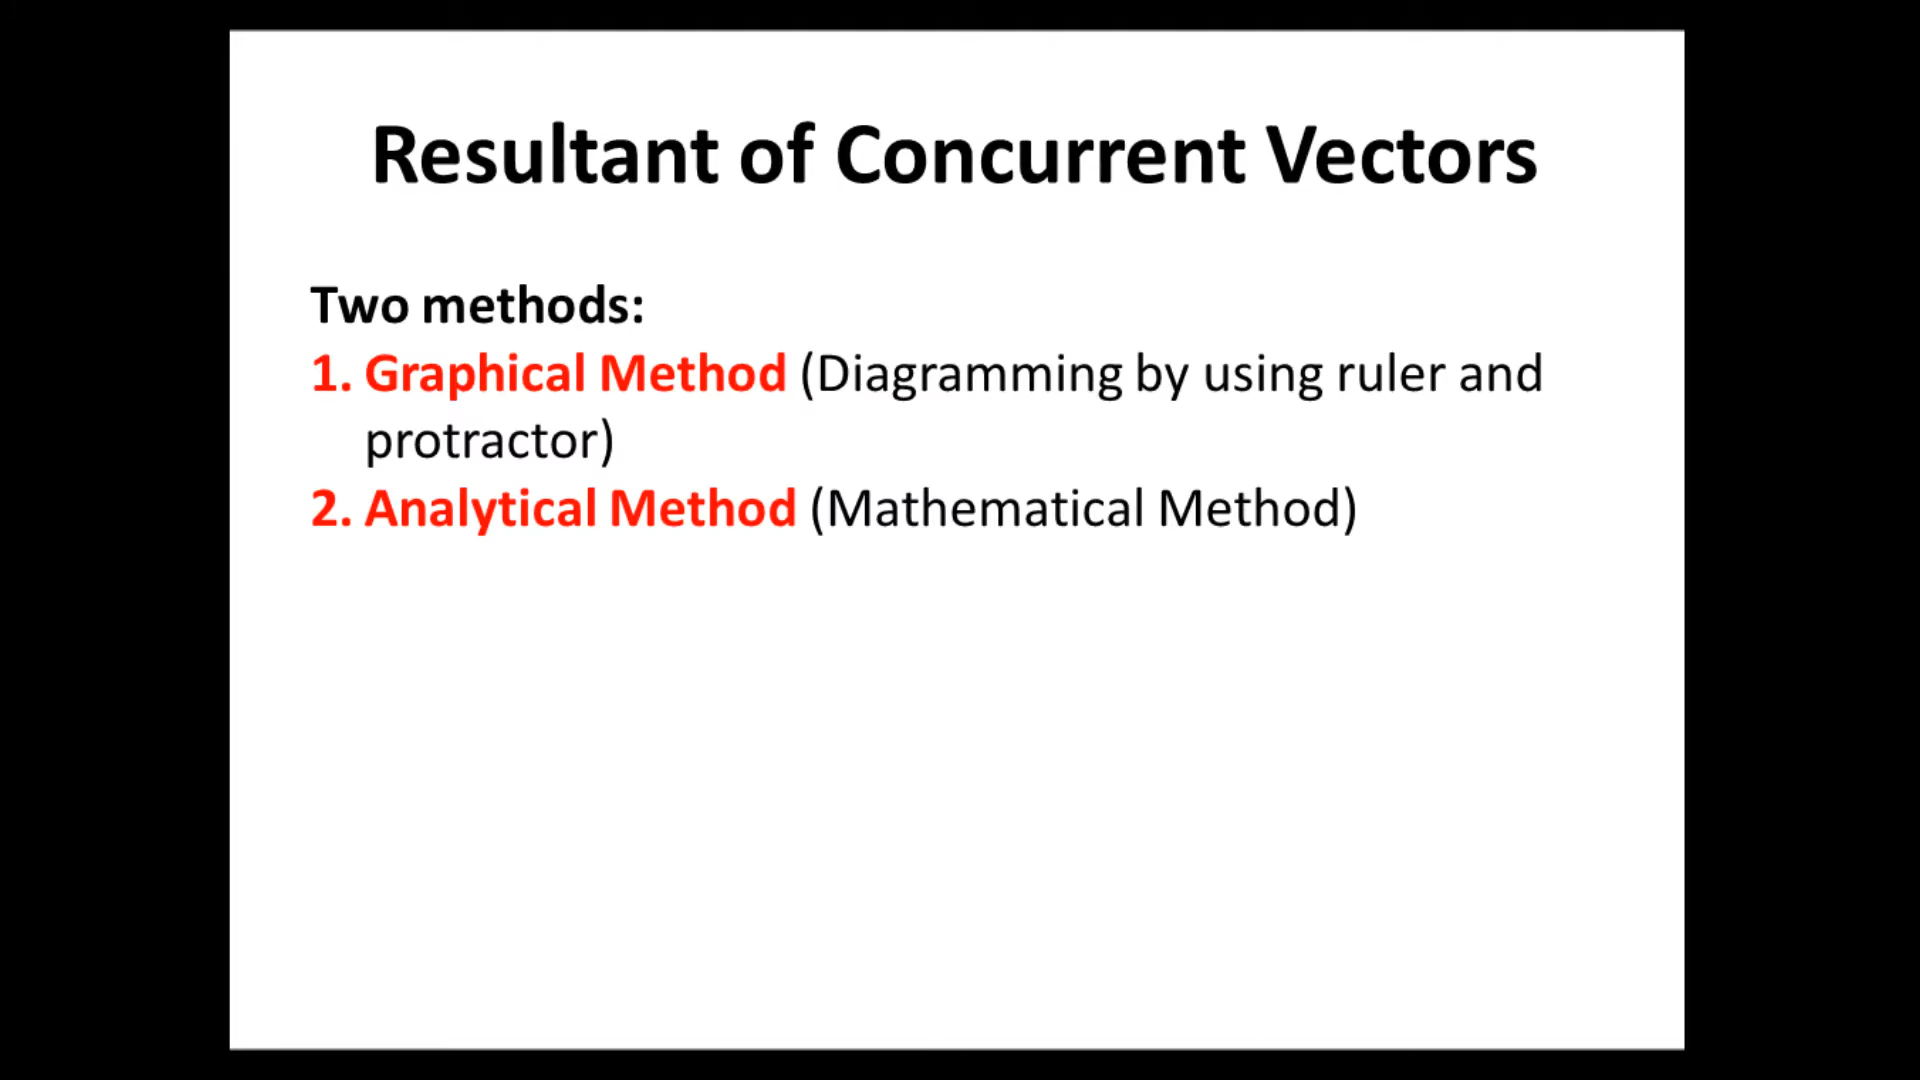 Resultant of Concurrent Vectors
Two methods:
1. Graphical Method (Diagramming by using ruler and
protractor)
2. Analytical Method (Mathematical Method)